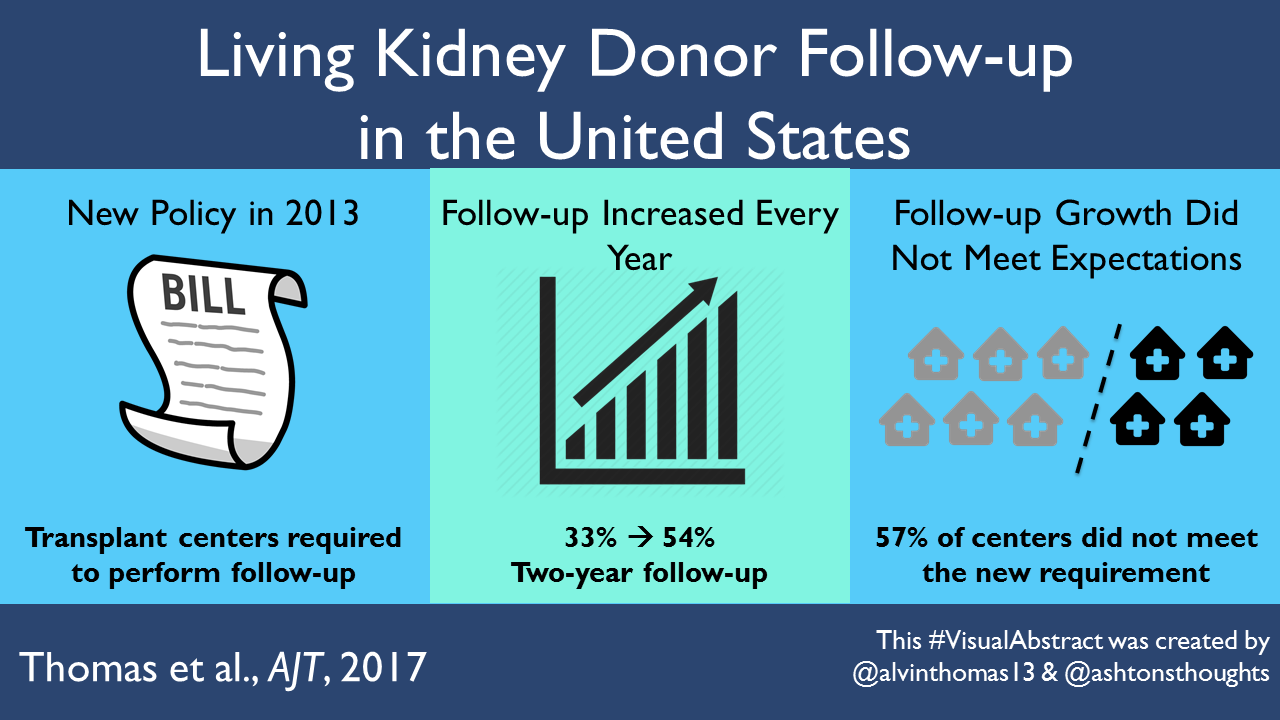 Living Kidney Donor Follow-up
in the United States
New Policy in 2013
BILL
Transplant centers required
to perform follow-up
Follow-up Increased Every
Year
33% → 54%
Two-year follow-up
Follow-up Growth Did
Not Meet Expectations
57% of centers did not meet
the new requirement
Thomas et al., AJT, 2017
This #VisualAbstract was created by
@alvinthomas13 & @ashtonsthoughts